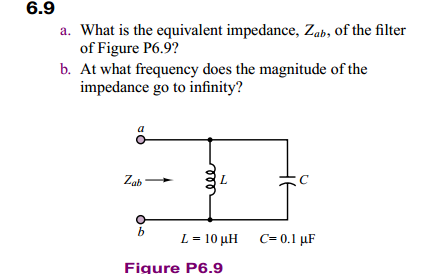 6.9
a. What is the equivalent impedance, Zab, of the filter
of Figure P6.9?
b. At what frequency does the magnitude of the
impedance go to infinity?
a
Zab
L
C
b
L = 10 μH C= 0.1 μF
Figure P6.9